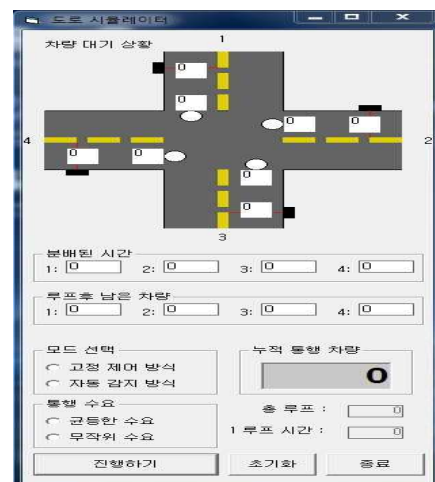 도로 시뮬레이터
차량 대기 상황
1
0
0
0
0
4
2
0
0
0
0
3
분배된 시간
1: 0 2: 0 3: 0 4: 0
루프후 남은 차량
1: 0 2: 0 3: 0 4: 0
모드 선택
고정 제어 방식
자동 감지 방식
누적 통행 차량
0
통행 수요
균등한 수요
무작위 수요
총 루프 : 0
1 루프 시간 : 0
진행하기 초기화 종료